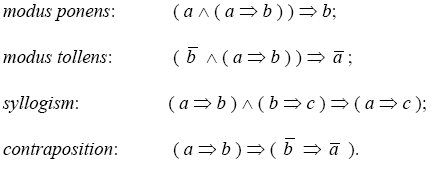 modus ponens: ( a ∧ ( a ⇒ b ) ) ⇒ b;
modus tollens: ( b̅ ∧ ( a ⇒ b ) ) ⇒ a̅ ;
syllogism: ( a ⇒ b ) ∧ ( b ⇒ c ) ⇒ ( a ⇒ c );
contraposition: ( a ⇒ b ) ⇒ ( b̅ ⇒ a̅ ).